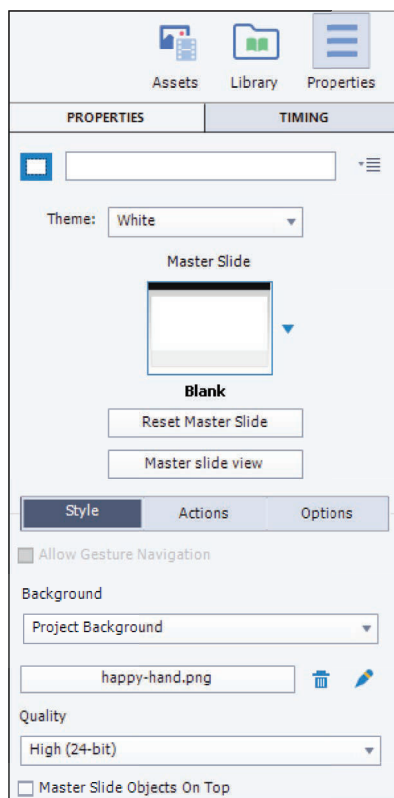 Assets Library Properties
PROPERTIES TIMING
Theme: White
Master Slide
Blank
Reset Master Slide
Master slide view
Style Actions Options
Allow Gesture Navigation
Background
Project Background
happy-hand.png
Quality
High (24-bit)
Master Slide Objects On Top